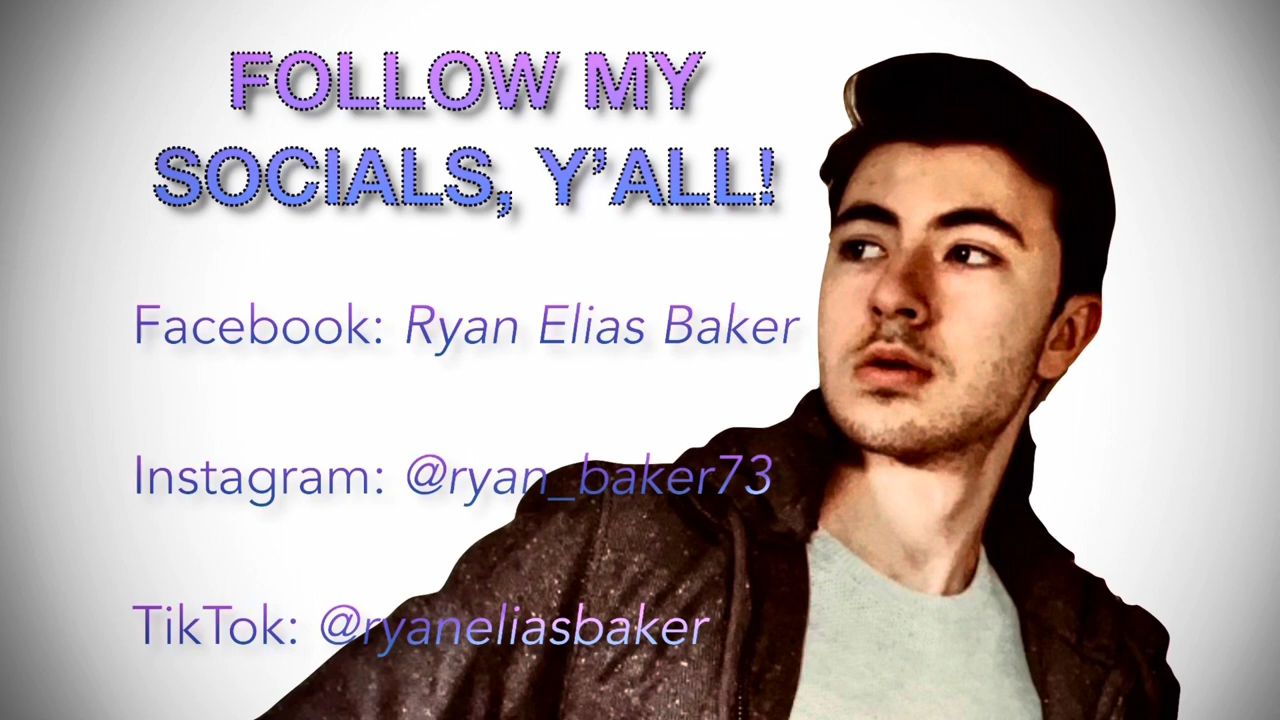 FOLLOW MY
SOCIALS, Y’ALL!
Facebook: Ryan Elias Baker
Instagram: @ryan_baker73
TikTok: @ryaneliasbaker